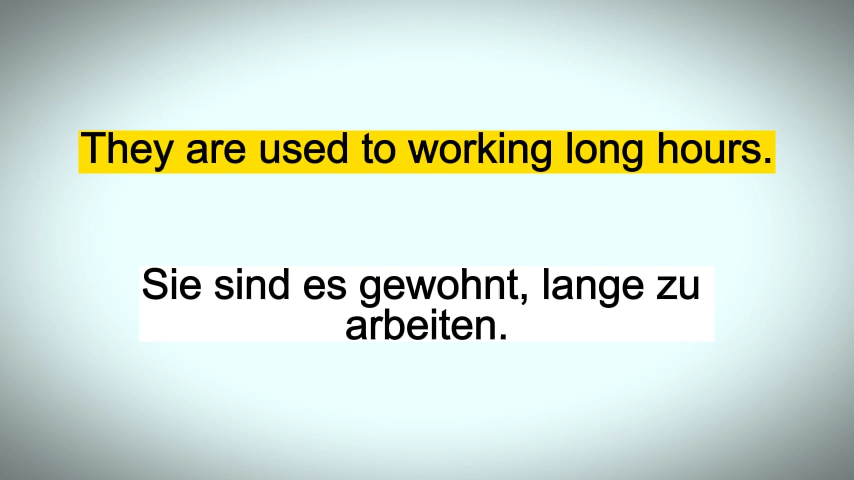 They are used to working long hours.
Sie sind es gewohnt, lange zu
arbeiten.